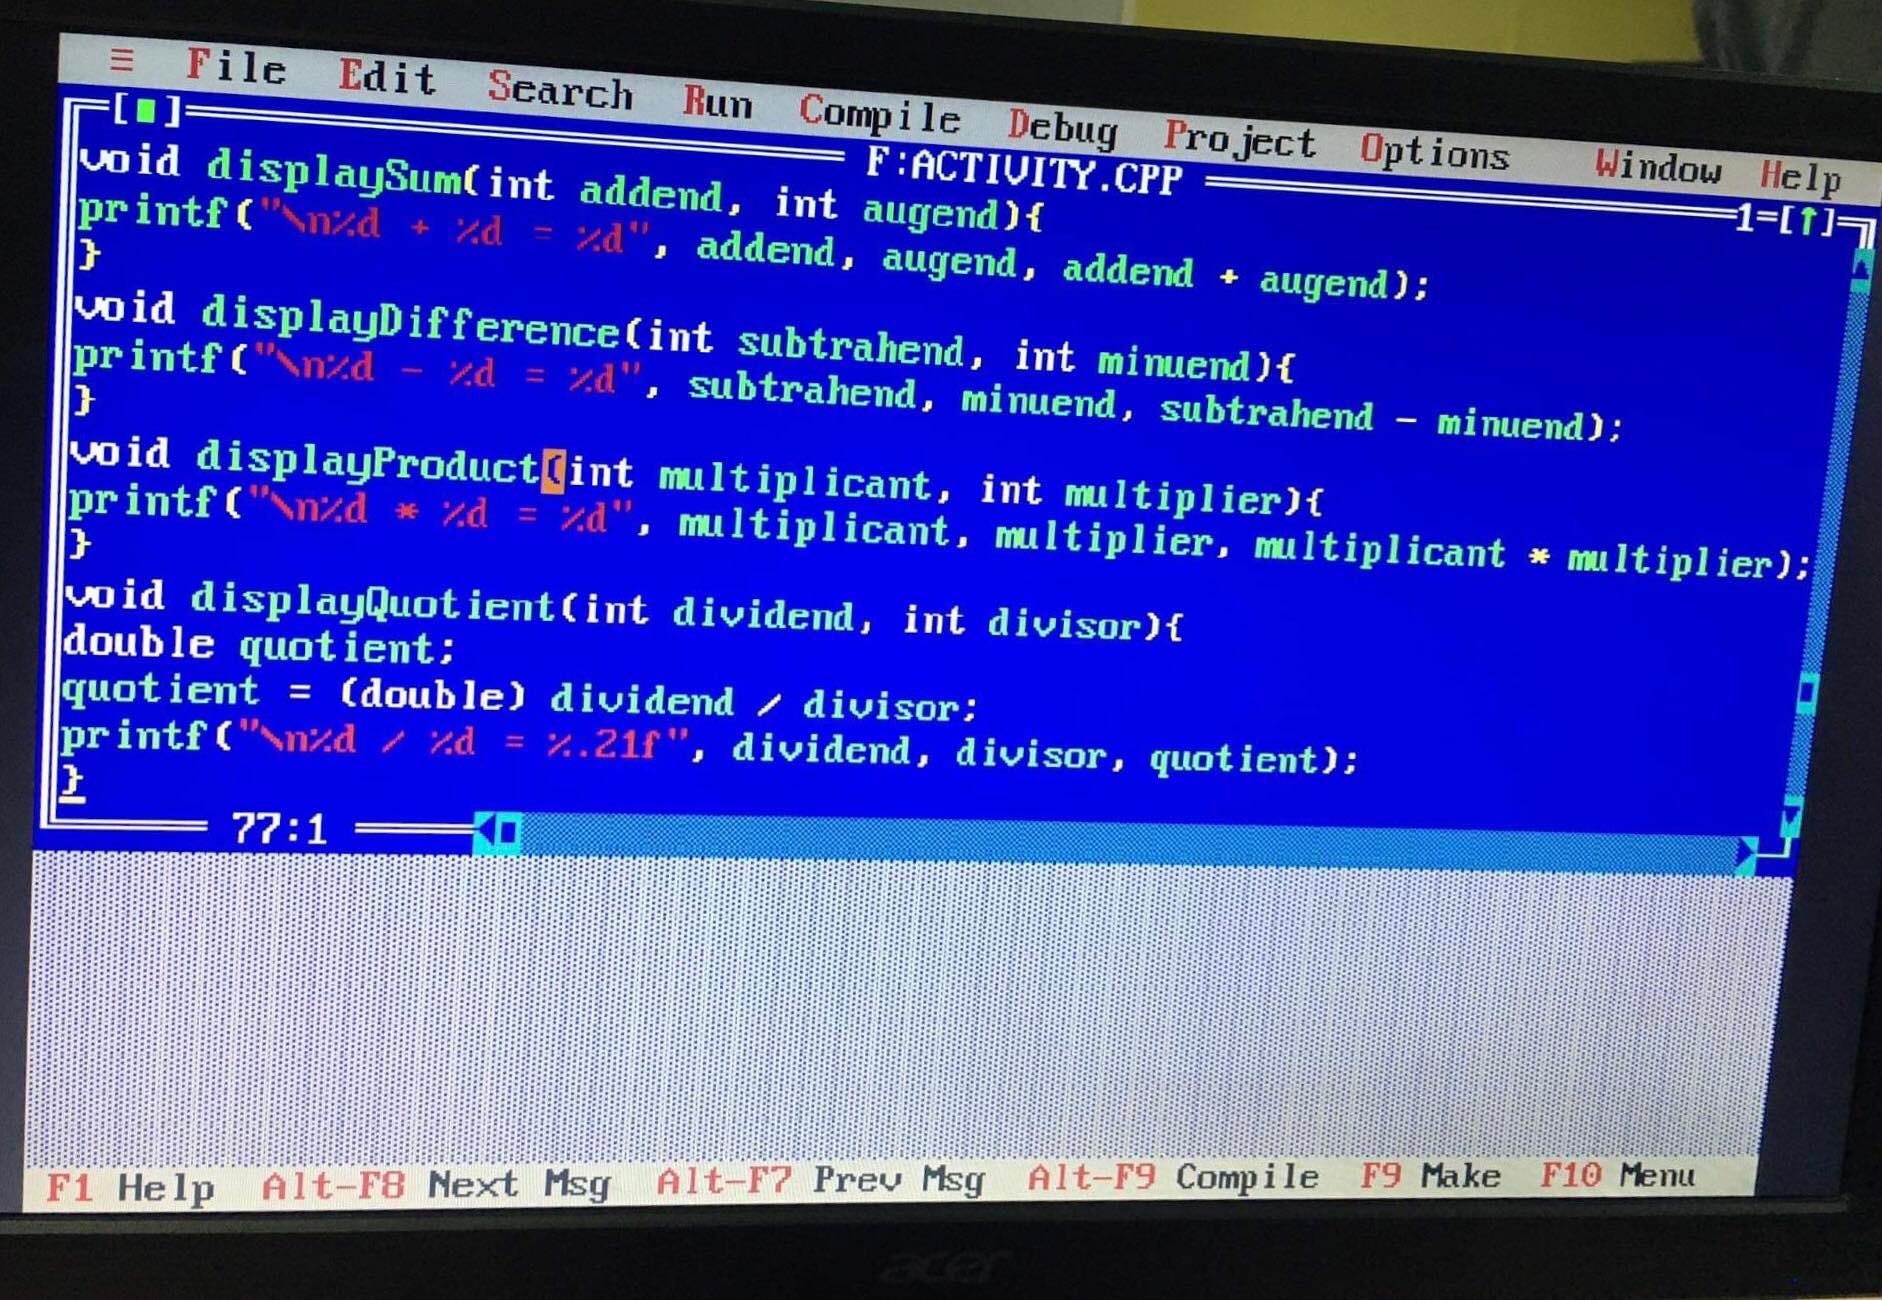 ≡ File Edit Search Run Compile Debug Project Options Window Help
[■] F:ACTIVITY.CPP 1=[↑]
void displaySum(int addend, int augend){
printf("\n%d + %d = %d", addend, augend, addend + augend);
}
void displayDifference(int subtrahend, int minuend){
printf("\n%d - %d = %d", subtrahend, minuend, subtrahend - minuend);
}
void displayProduct(int multiplicant, int multiplier){
printf("\n%d * %d = %d", multiplicant, multiplier, multiplicant * multiplier);
}
void displayQuotient(int dividend, int divisor){
double quotient;
quotient = (double) dividend / divisor;
printf("\n%d / %d = %.2lf", dividend, divisor, quotient);
}
77:1
F1 Help Alt-F8 Next Msg Alt-F7 Prev Msg Alt-F9 Compile F9 Make F10 Menu
acer